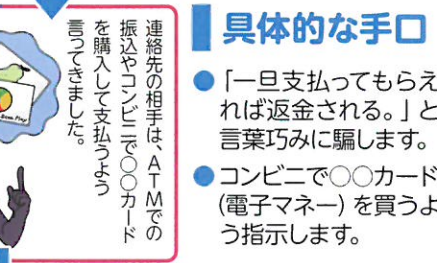 連絡先の相手は、ATMでの
振込やコンビニで○○カード
を購入して支払うよう
言ってきました。
具体的な手口
●「一旦支払ってもらえ
れば返金される。」と
言葉巧みに騙します。
●コンビニで○○カード
(電子マネー)を買うよ
う指示します。